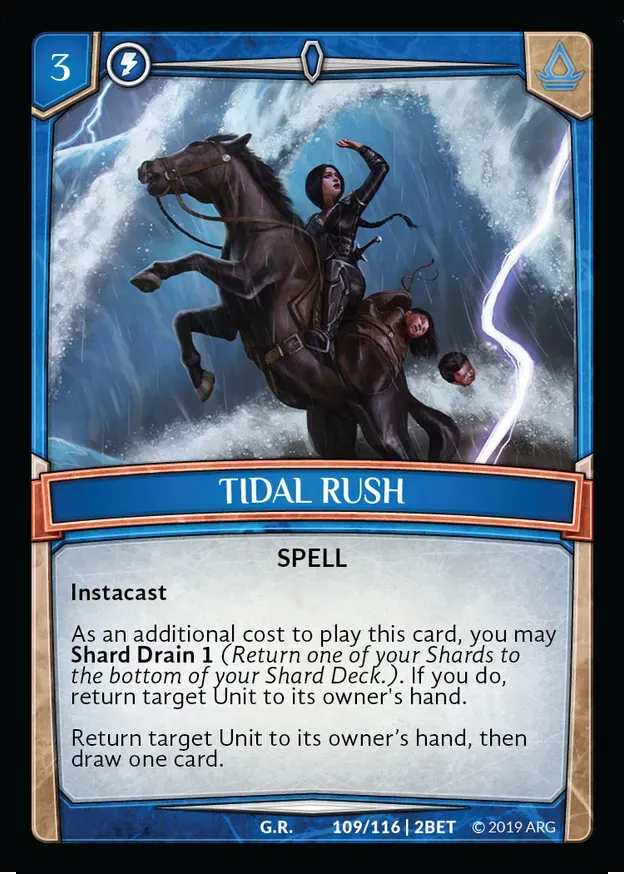 3
TIDAL RUSH
SPELL
Instacast
As an additional cost to play this card, you may
Shard Drain 1 (Return one of your Shards to
the bottom of your Shard Deck.). If you do,
return target Unit to its owner's hand.
Return target Unit to its owner’s hand, then
draw one card.
G.R. 109/116 | 2BET © 2019 ARG